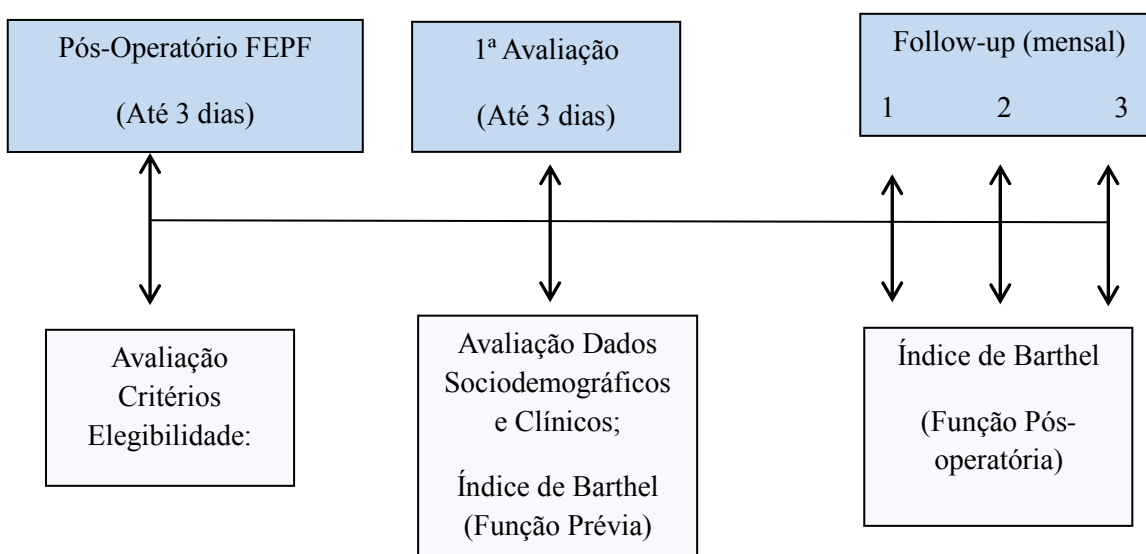 Pós-Operatório FEPF
(Até 3 dias)
1ª Avaliação
(Até 3 dias)
Follow-up (mensal)
1 2 3
Avaliação
Critérios
Elegibilidade:
Avaliação Dados
Sociodemográficos
e Clínicos;
Índice de Barthel
(Função Prévia)
Índice de Barthel
(Função Pós-
operatória)